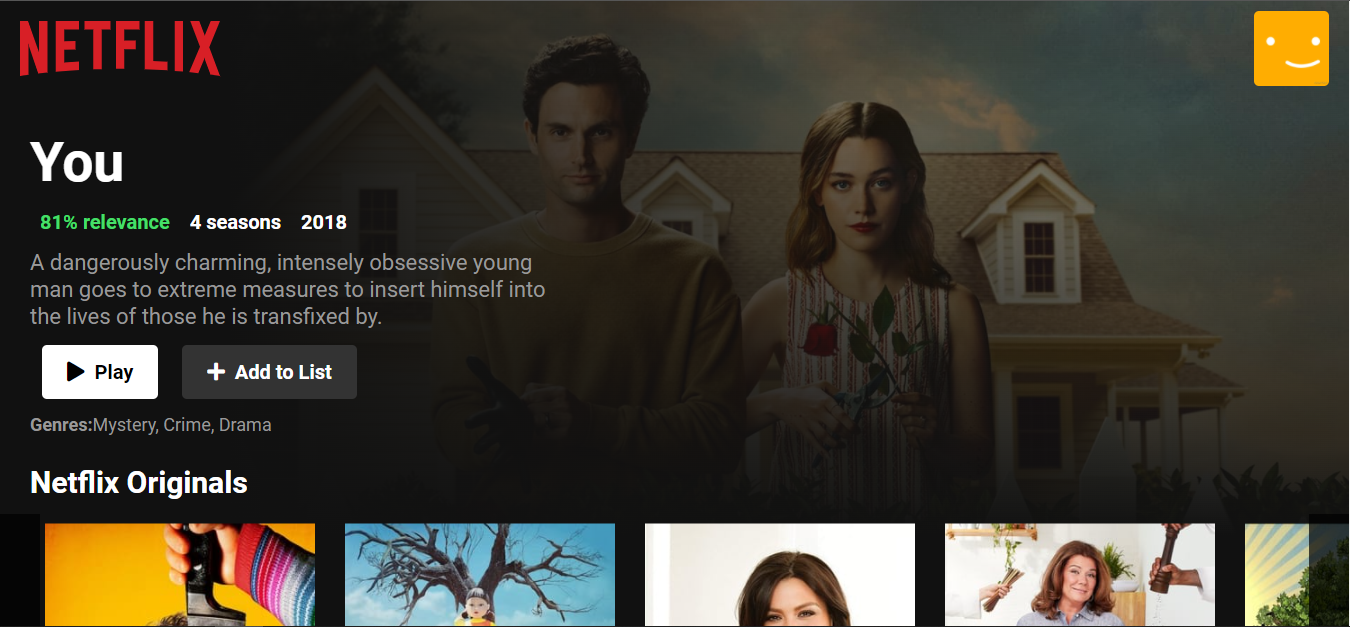 NETFLIX
You
81% relevance 4 seasons 2018
A dangerously charming, intensely obsessive young
man goes to extreme measures to insert himself into
the lives of those he is transfixed by.
Play Add to List
Genres:Mystery, Crime, Drama
Netflix Originals